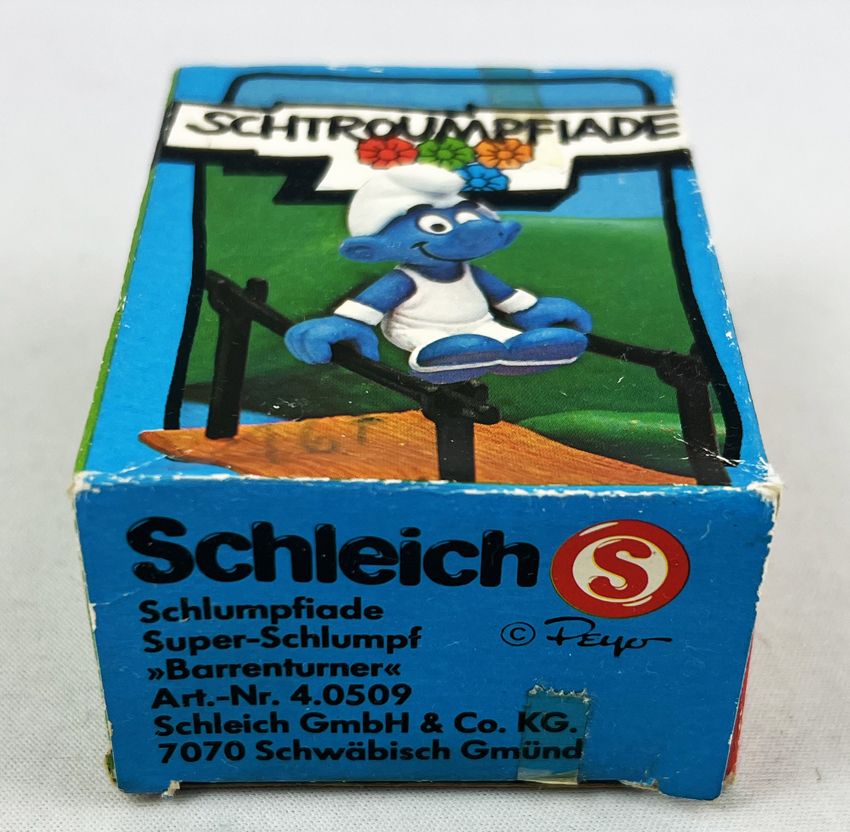 SCHTROUMPFIADE
Schleich S
Schlumpfiade
Super-Schlumpf
© Peyo
»Barrenturner«
Art.-Nr. 4.0509
Schleich GmbH & Co. KG.
7070 Schwäbisch Gmünd